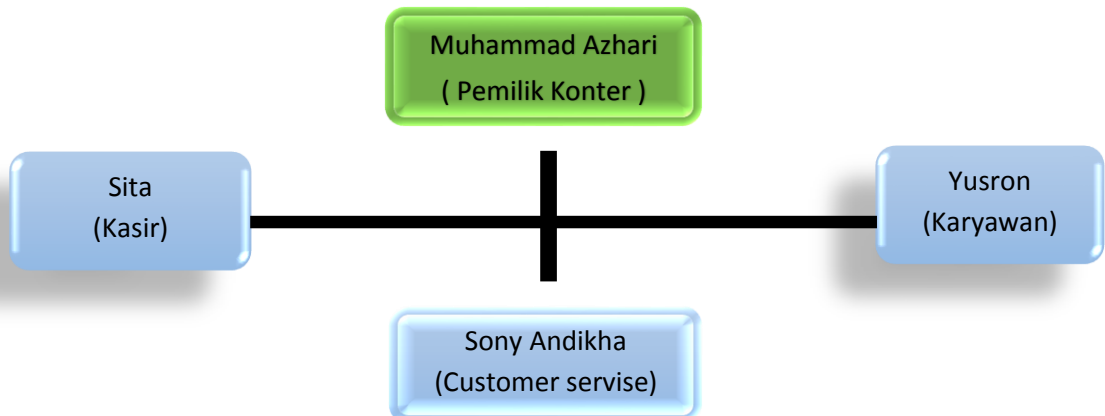 Muhammad Azhari
( Pemilik Konter )
Sita
(Kasir)
Yusron
(Karyawan)
Sony Andikha
(Customer servise)